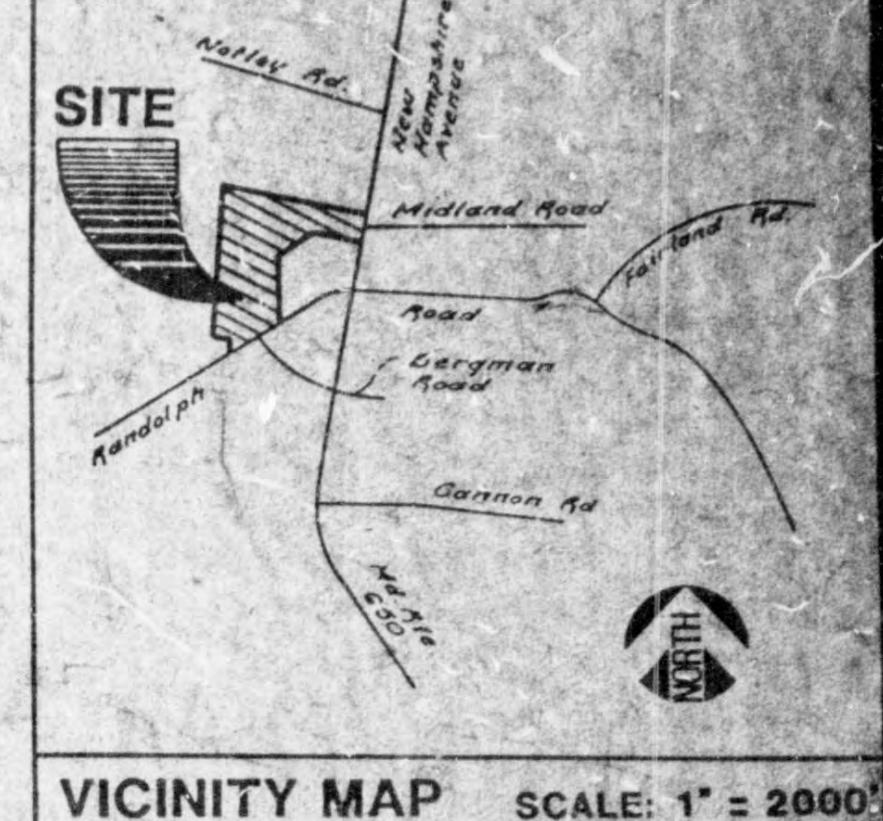 Notley Rd.
New
Hampshire
Avenue
SITE
Midland Road
Fairland Rd.
Road
Bergman
Road
Randolph
Gannon Rd
Md. Rte
650
NORTH
VICINITY MAP SCALE: 1" = 2000'